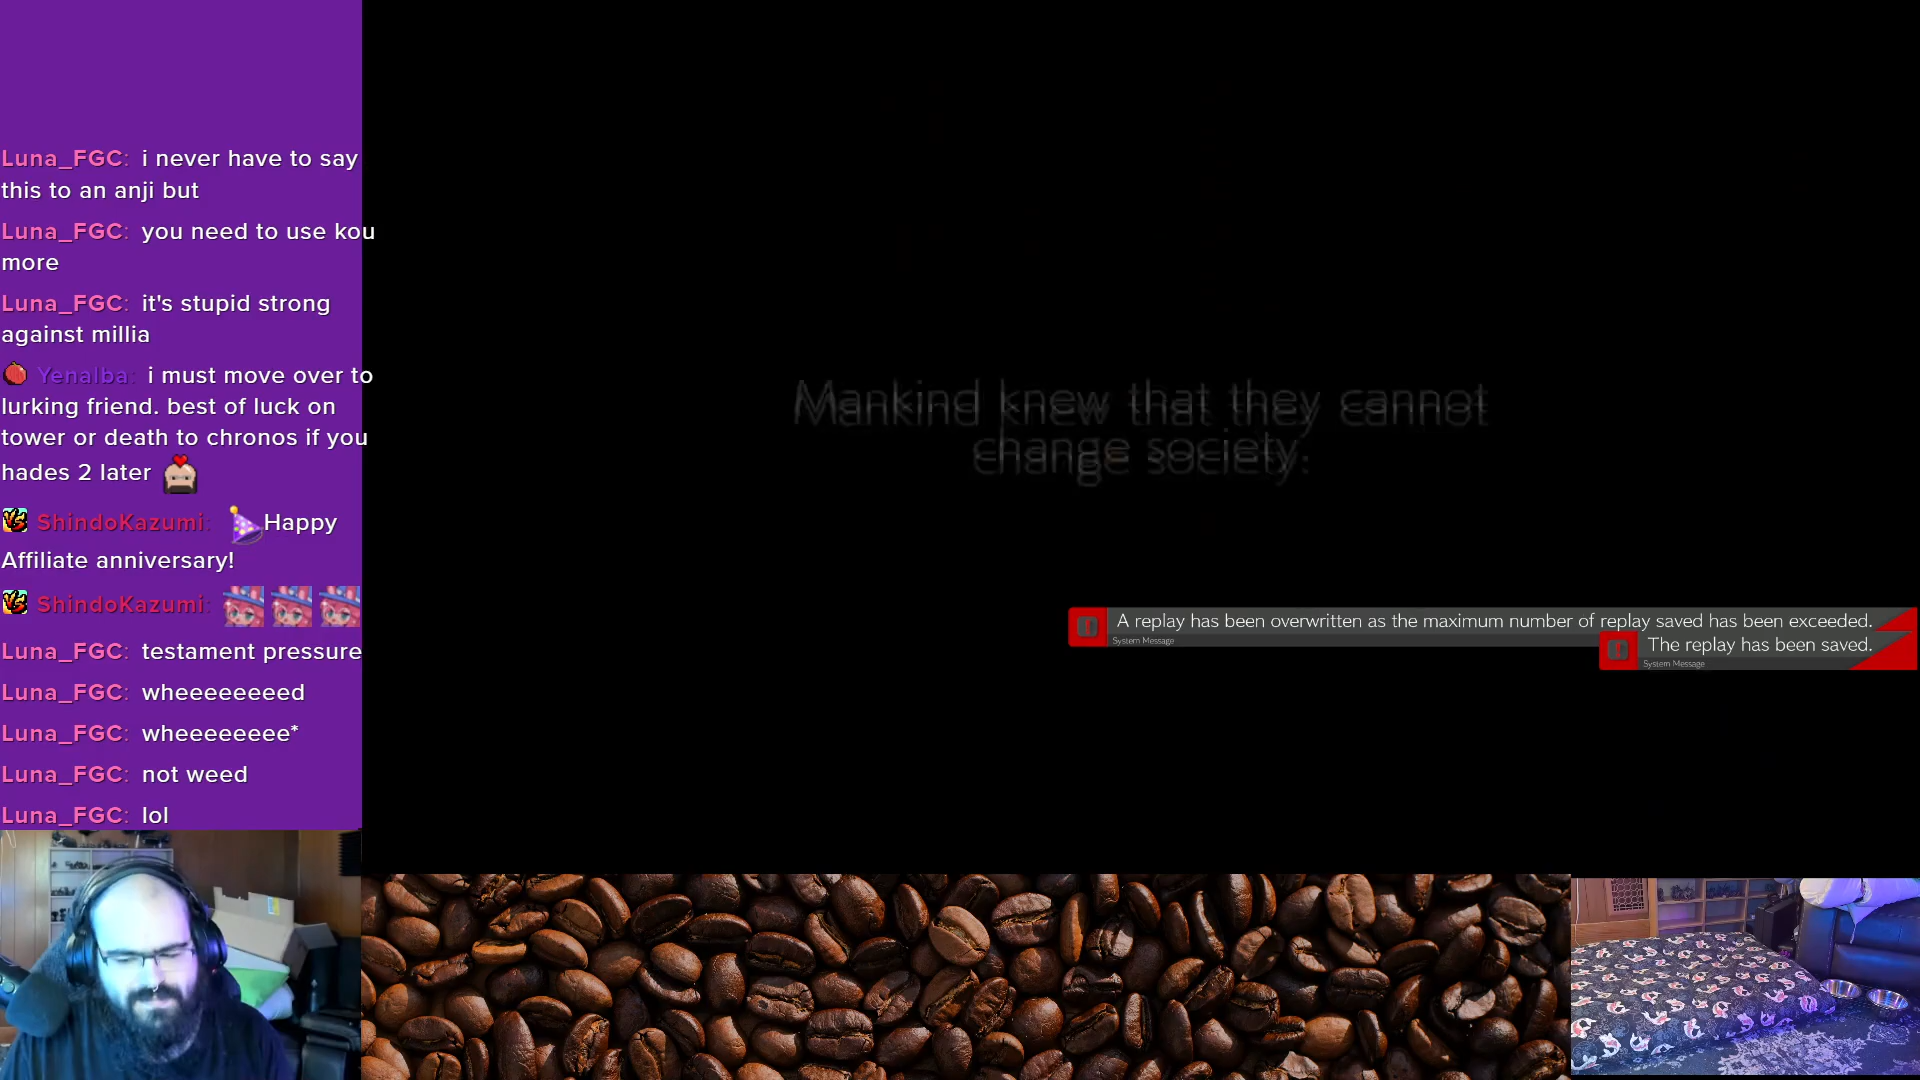 Luna_FGC: i never have to say
this to an anji but
Luna_FGC: you need to use kou
more
Luna_FGC: it's stupid strong
against millia
Yenalba: i must move over to
lurking friend. best of luck on
tower or death to chronos if you
hades 2 later
ShindoKazumi: Happy
Affiliate anniversary!
ShindoKazumi:
Luna_FGC: testament pressure
Luna_FGC: wheeeeeeeed
Luna_FGC: wheeeeeeee*
Luna_FGC: not weed
Luna_FGC: lol
Mankind knew that they cannot
change society.
A replay has been overwritten as the maximum number of replay saved has been exceeded.
System Message
The replay has been saved.
System Message